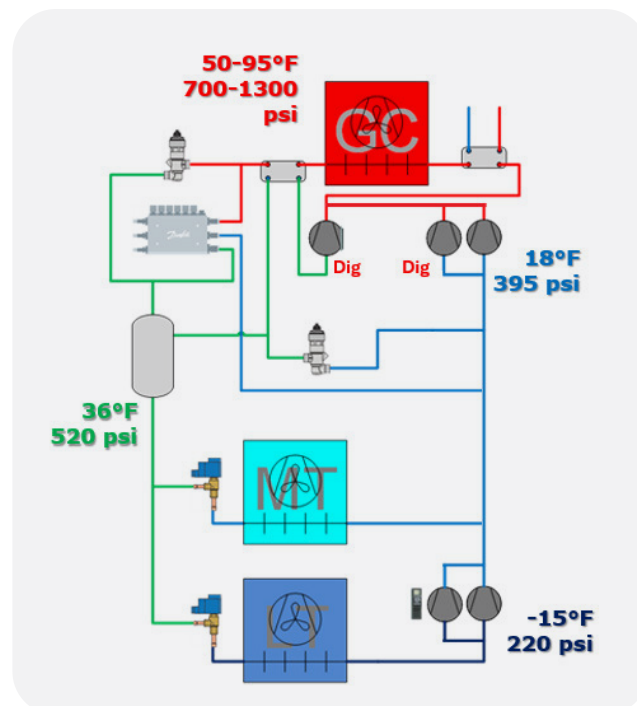 50-95°F
700-1300
psi
GC
Danfoss
Dig
Dig
18°F
395 psi
36°F
520 psi
MT
LT
-15°F
220 psi